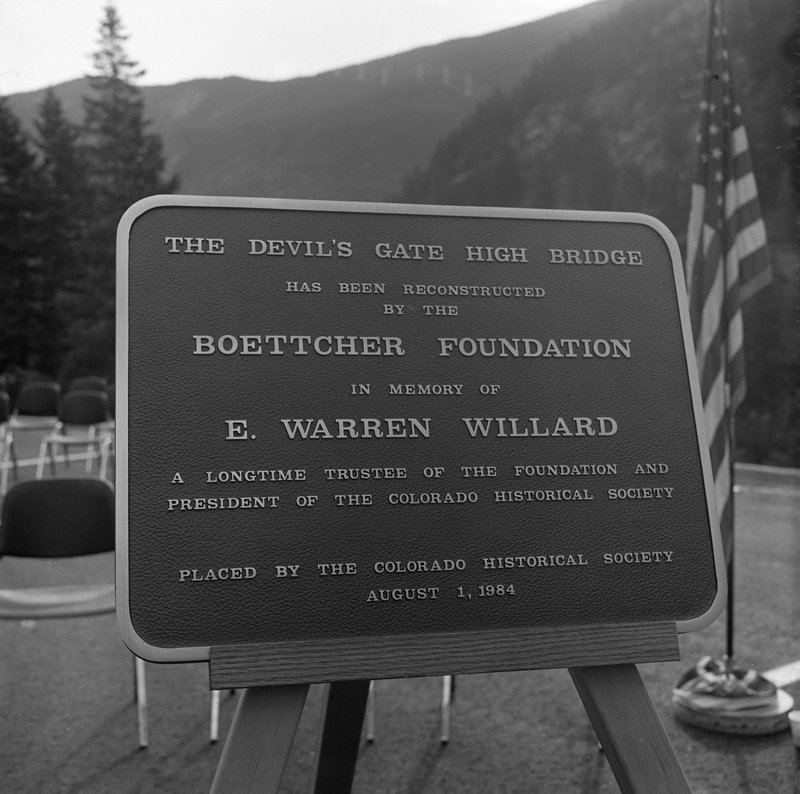 THE DEVIL'S GATE HIGH BRIDGE
HAS BEEN RECONSTRUCTED
BY THE
BOETTCHER FOUNDATION
IN MEMORY OF
E. WARREN WILLARD
A LONGTIME TRUSTEE OF THE FOUNDATION AND
PRESIDENT OF THE COLORADO HISTORICAL SOCIETY
PLACED BY THE COLORADO HISTORICAL SOCIETY
AUGUST 1, 1984